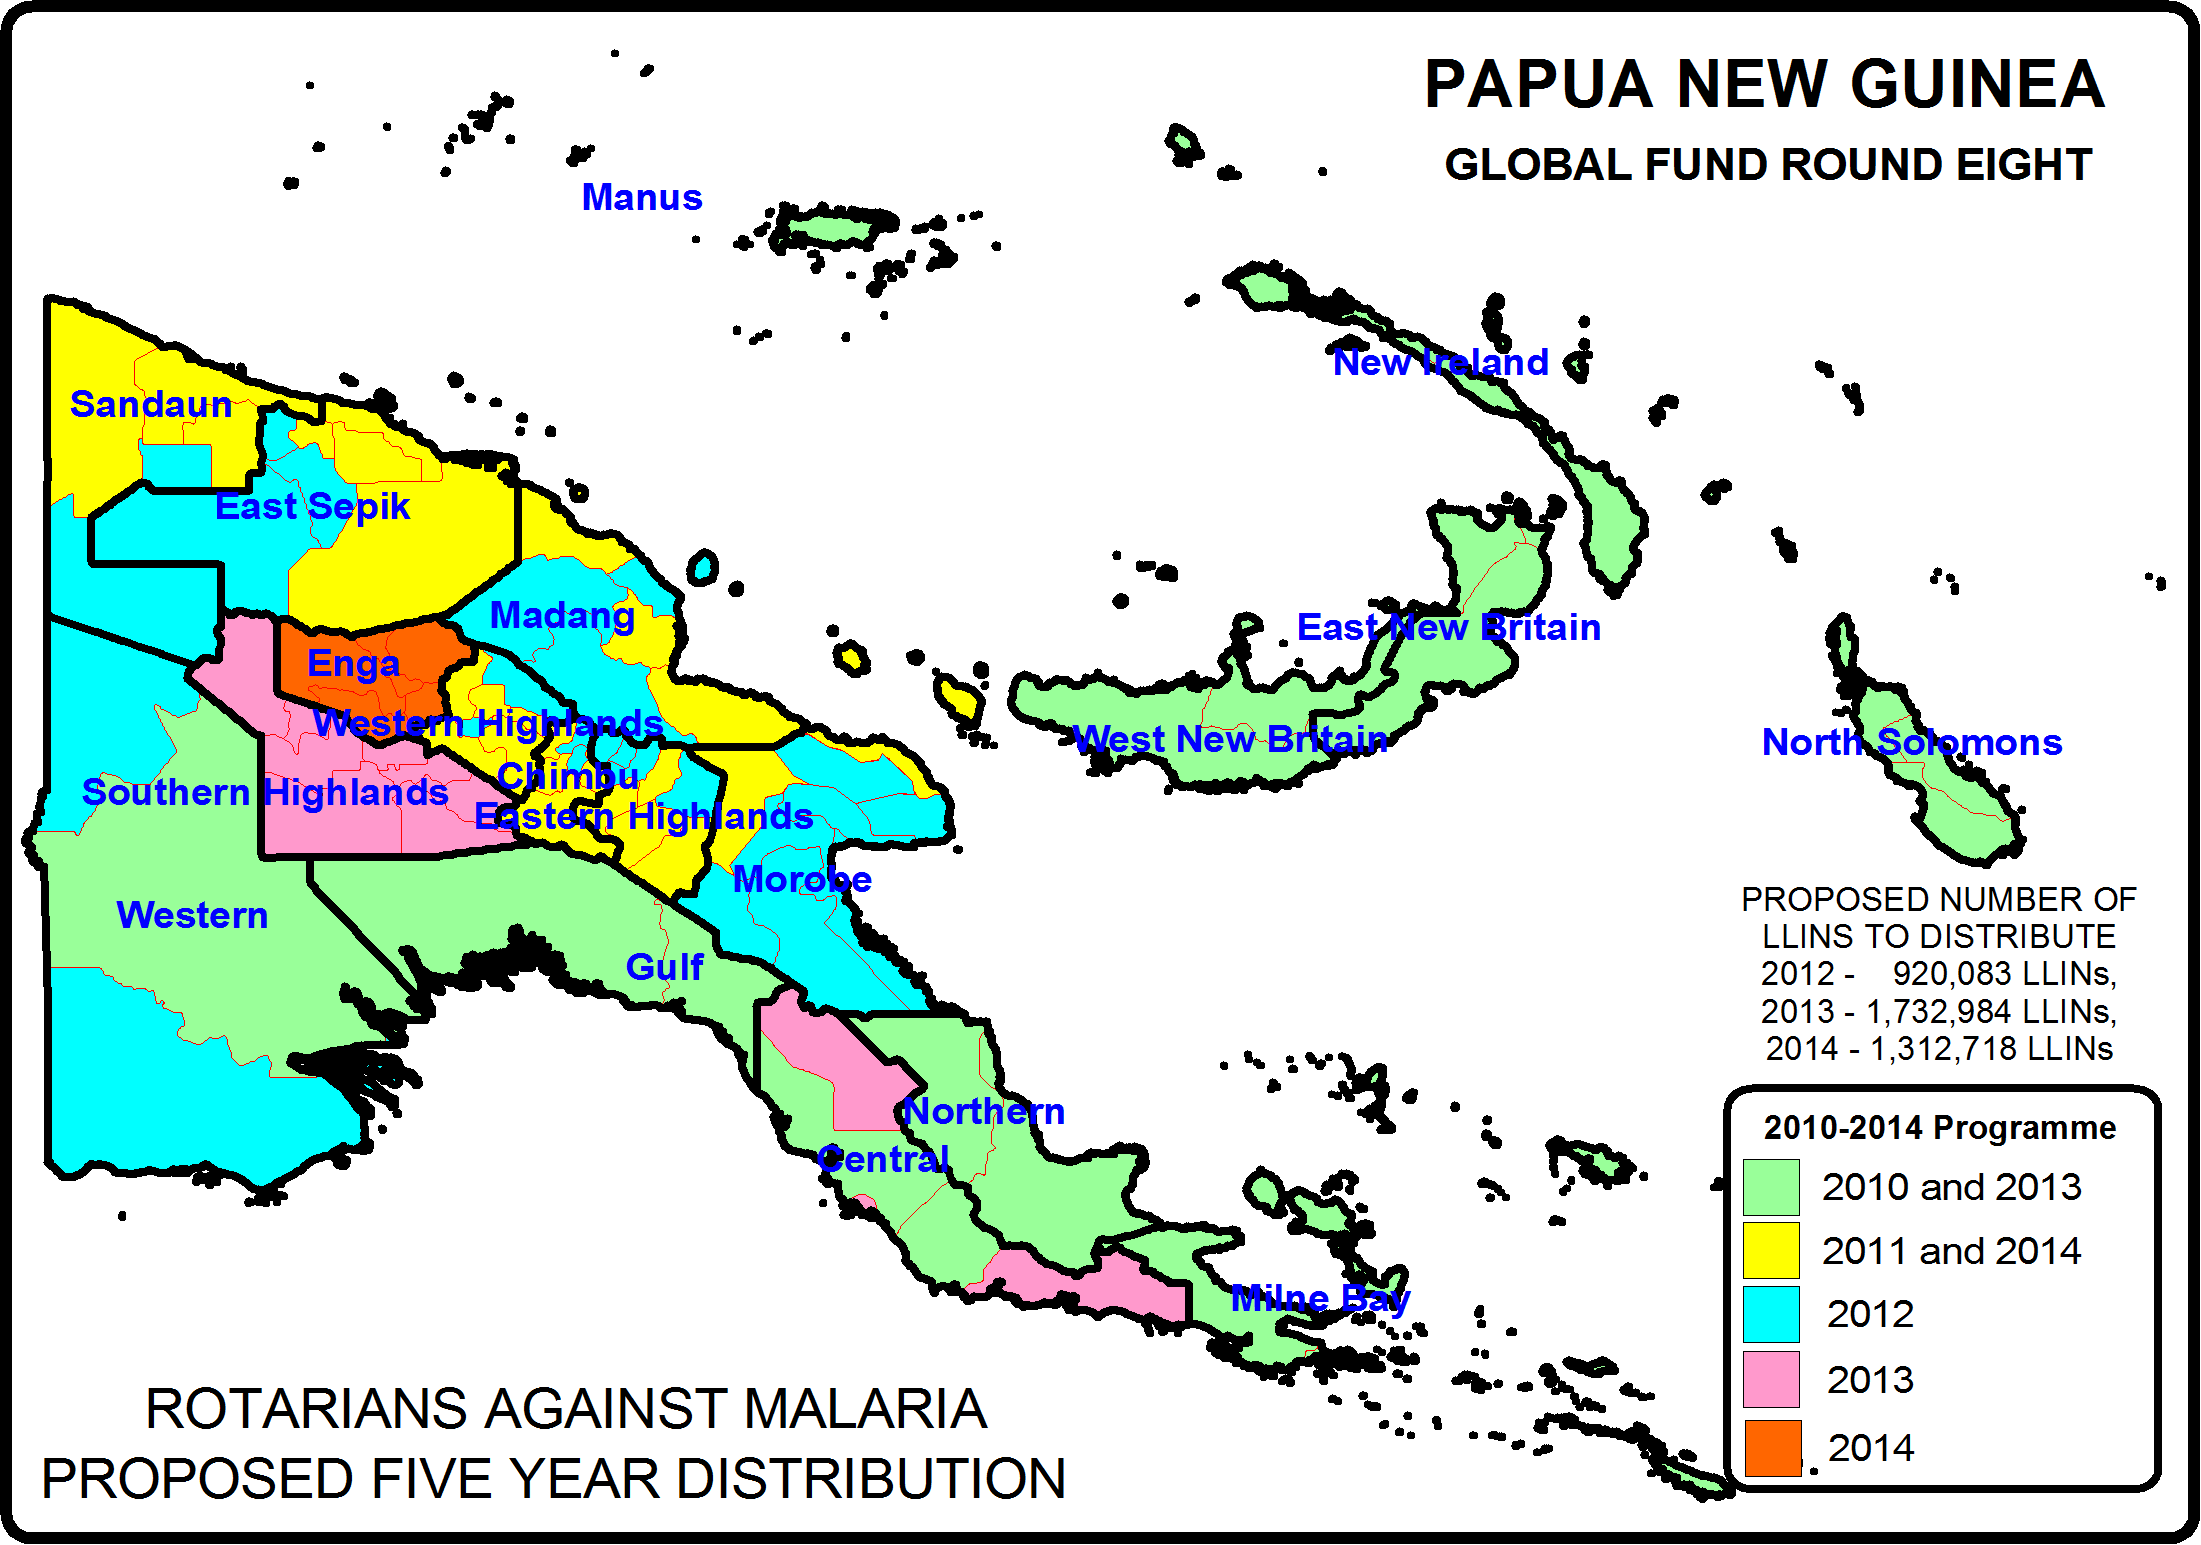 PAPUA NEW GUINEA
GLOBAL FUND ROUND EIGHT
Manus
New Ireland
Sandaun
East Sepik
Madang
East New Britain
Enga
Western Highlands
West New Britain
North Solomons
Chimbu
Southern Highlands
Eastern Highlands
Morobe
Western
Gulf
Northern
Central
Milne Bay
PROPOSED NUMBER OF
LLINS TO DISTRIBUTE
2012 - 920,083 LLINs,
2013 - 1,732,984 LLINs,
2014 - 1,312,718 LLINs
2010-2014 Programme
2010 and 2013
2011 and 2014
2012
2013
2014
ROTARIANS AGAINST MALARIA
PROPOSED FIVE YEAR DISTRIBUTION